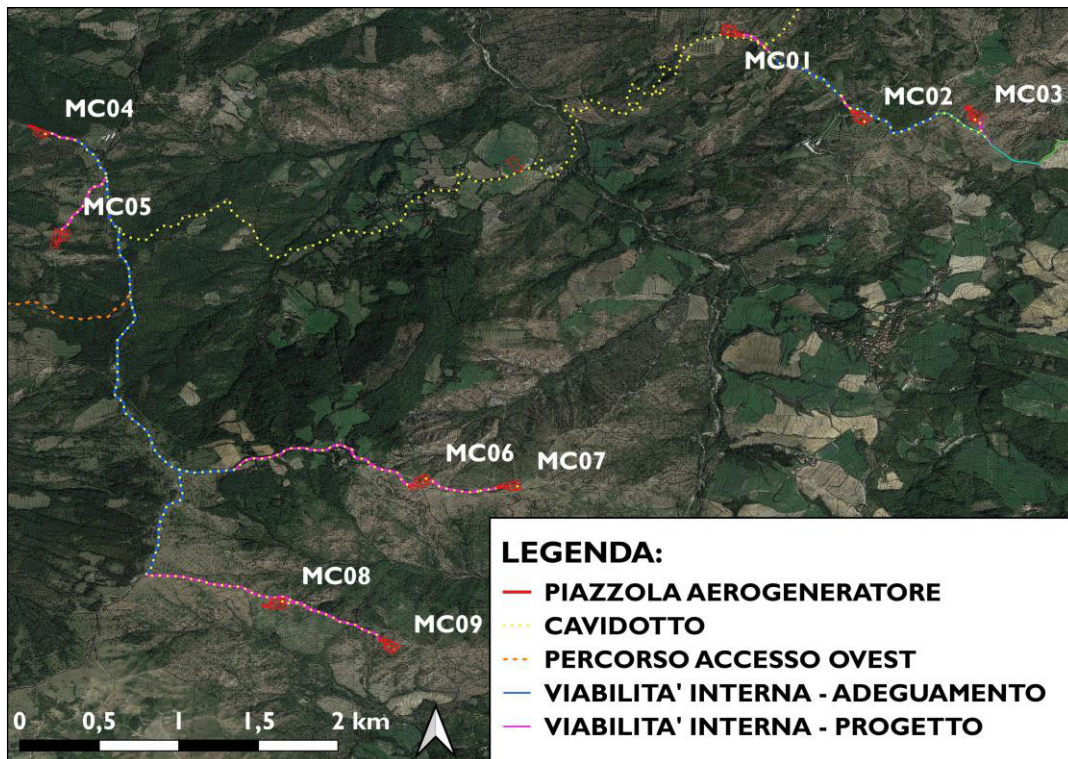 MC01
MC02
MC03
MC04
MC05
MC06
MC07
MC08
MC09
LEGENDA:
PIAZZOLA AEROGENERATORE
CAVIDOTTO
PERCORSO ACCESSO OVEST
VIABILITA' INTERNA - ADEGUAMENTO
VIABILITA' INTERNA - PROGETTO
0 0,5 1 1,5 2 km